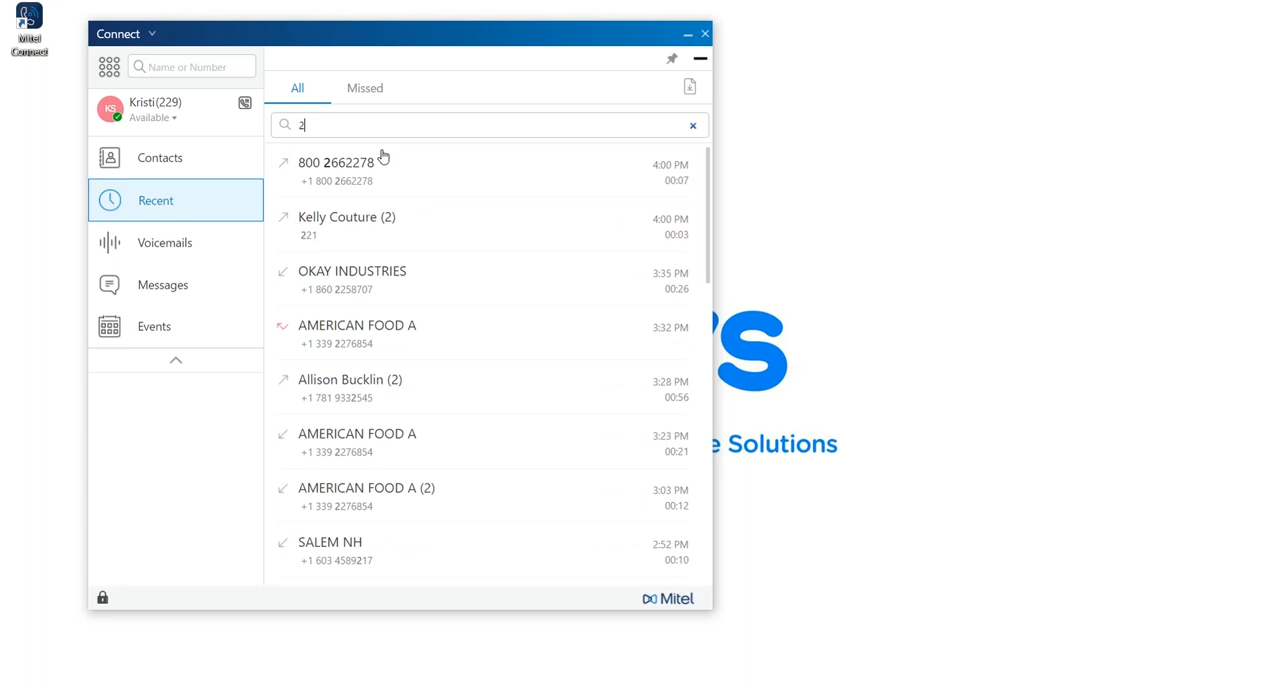 Mitel
Connect
Connect
Name or Number
KS
Kristi(229)
Available
Contacts
Recent
Voicemails
Messages
Events
All
Missed
2
800 2662278
4:00 PM
+1 800 2662278
00:07
Kelly Couture (2)
4:00 PM
221
00:03
OKAY INDUSTRIES
3:35 PM
+1 860 2258707
00:26
AMERICAN FOOD A
3:32 PM
+1 339 2276854
Allison Bucklin (2)
3:28 PM
+1 781 9332545
00:56
AMERICAN FOOD A
3:23 PM
+1 339 2276854
00:21
AMERICAN FOOD A (2)
3:03 PM
+1 339 2276854
00:12
SALEM NH
2:52 PM
+1 603 4589217
00:10
Mitel
s
e Solutions